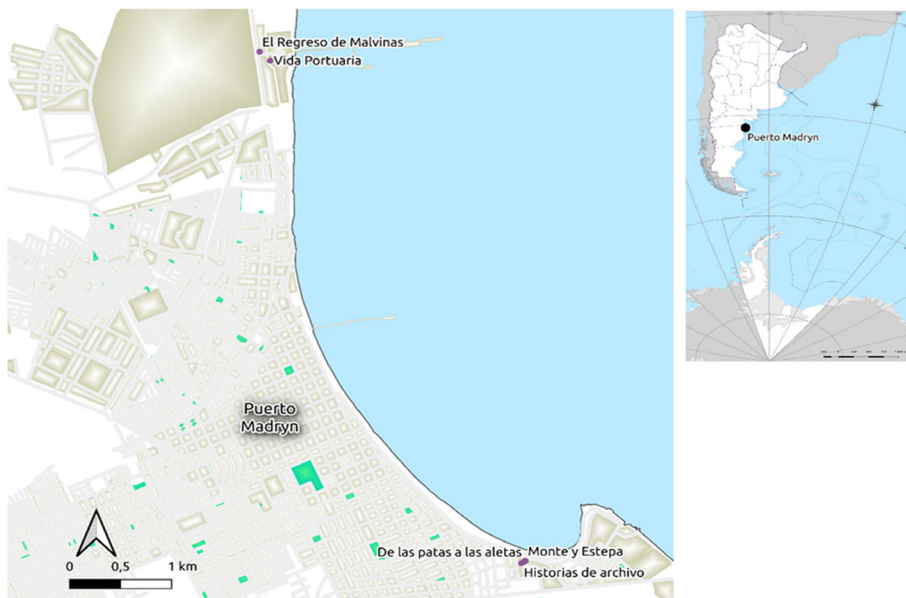 El Regreso de Malvinas
Vida Portuaria
Puerto Madryn
Puerto
Madryn
De las patas a las aletas Monte y Estepa
Historias de archivo
0 0,5 1 km